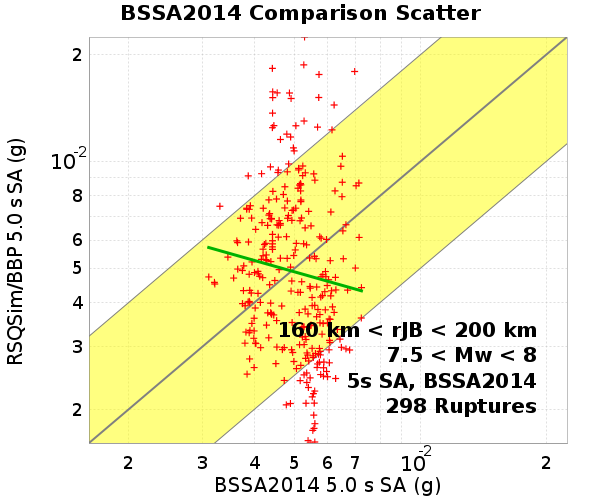 BSSA2014 Comparison Scatter
RSQSim/BBP 5.0 s SA (g)
2
10-2
8
6
5
4
3
2
160 km < rJB < 200 km
7.5 < Mw < 8
5s SA, BSSA2014
298 Ruptures
2 3 4 5 6 7 10-2 2
BSSA2014 5.0 s SA (g)